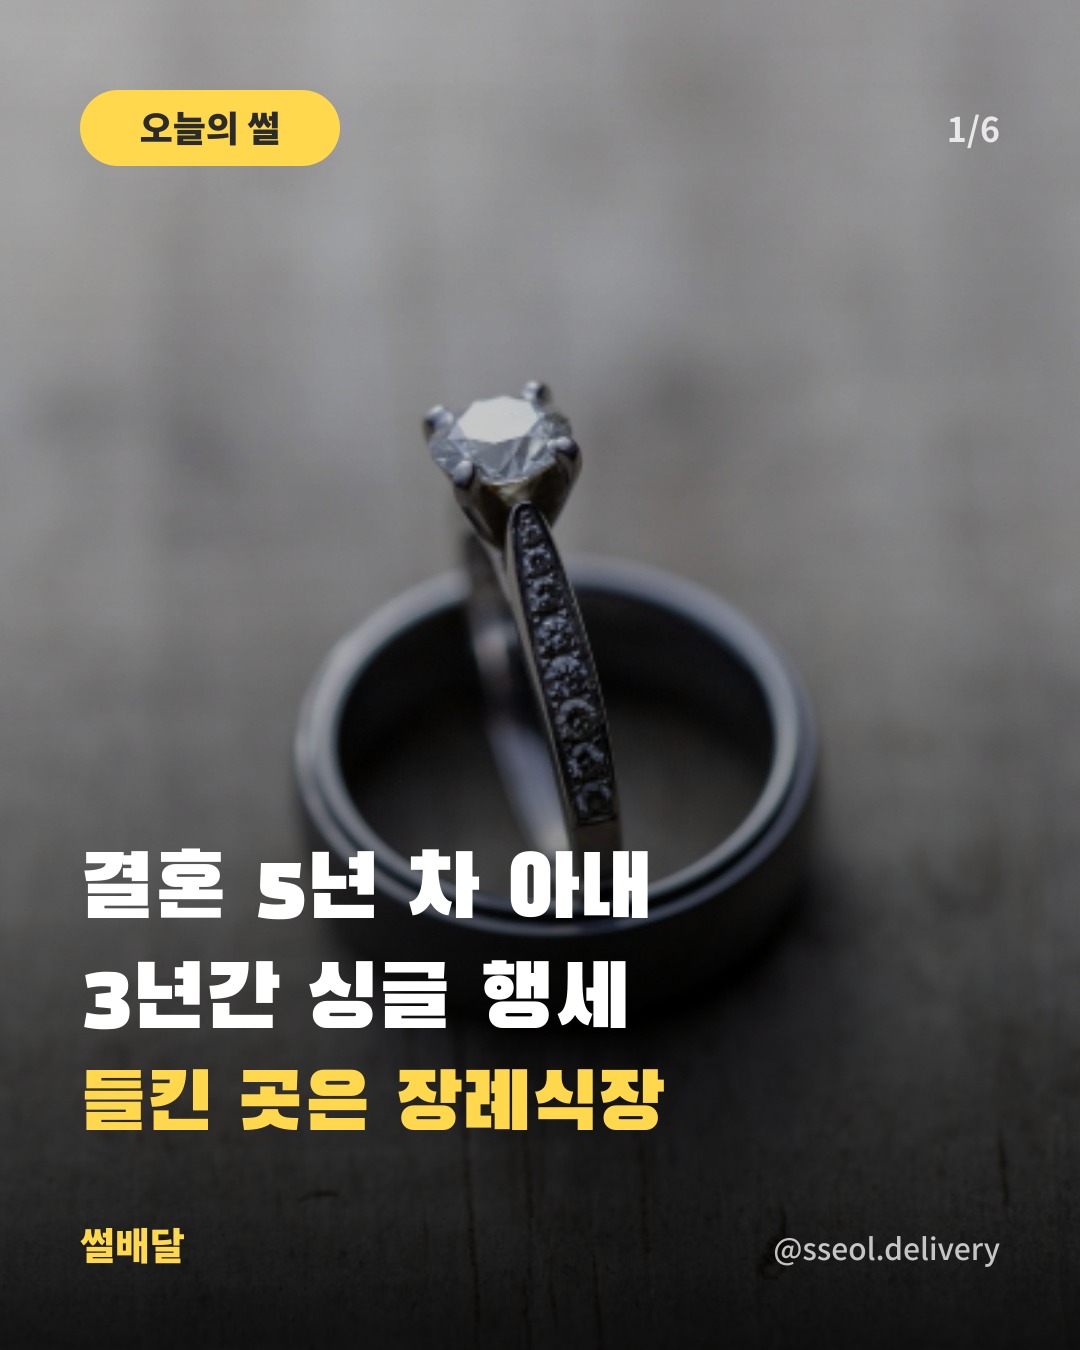 오늘의 썰
1/6
결혼 5년 차 아내
3년간 싱글 행세
들킨 곳은 장례식장
썰배달
@sseol.delivery